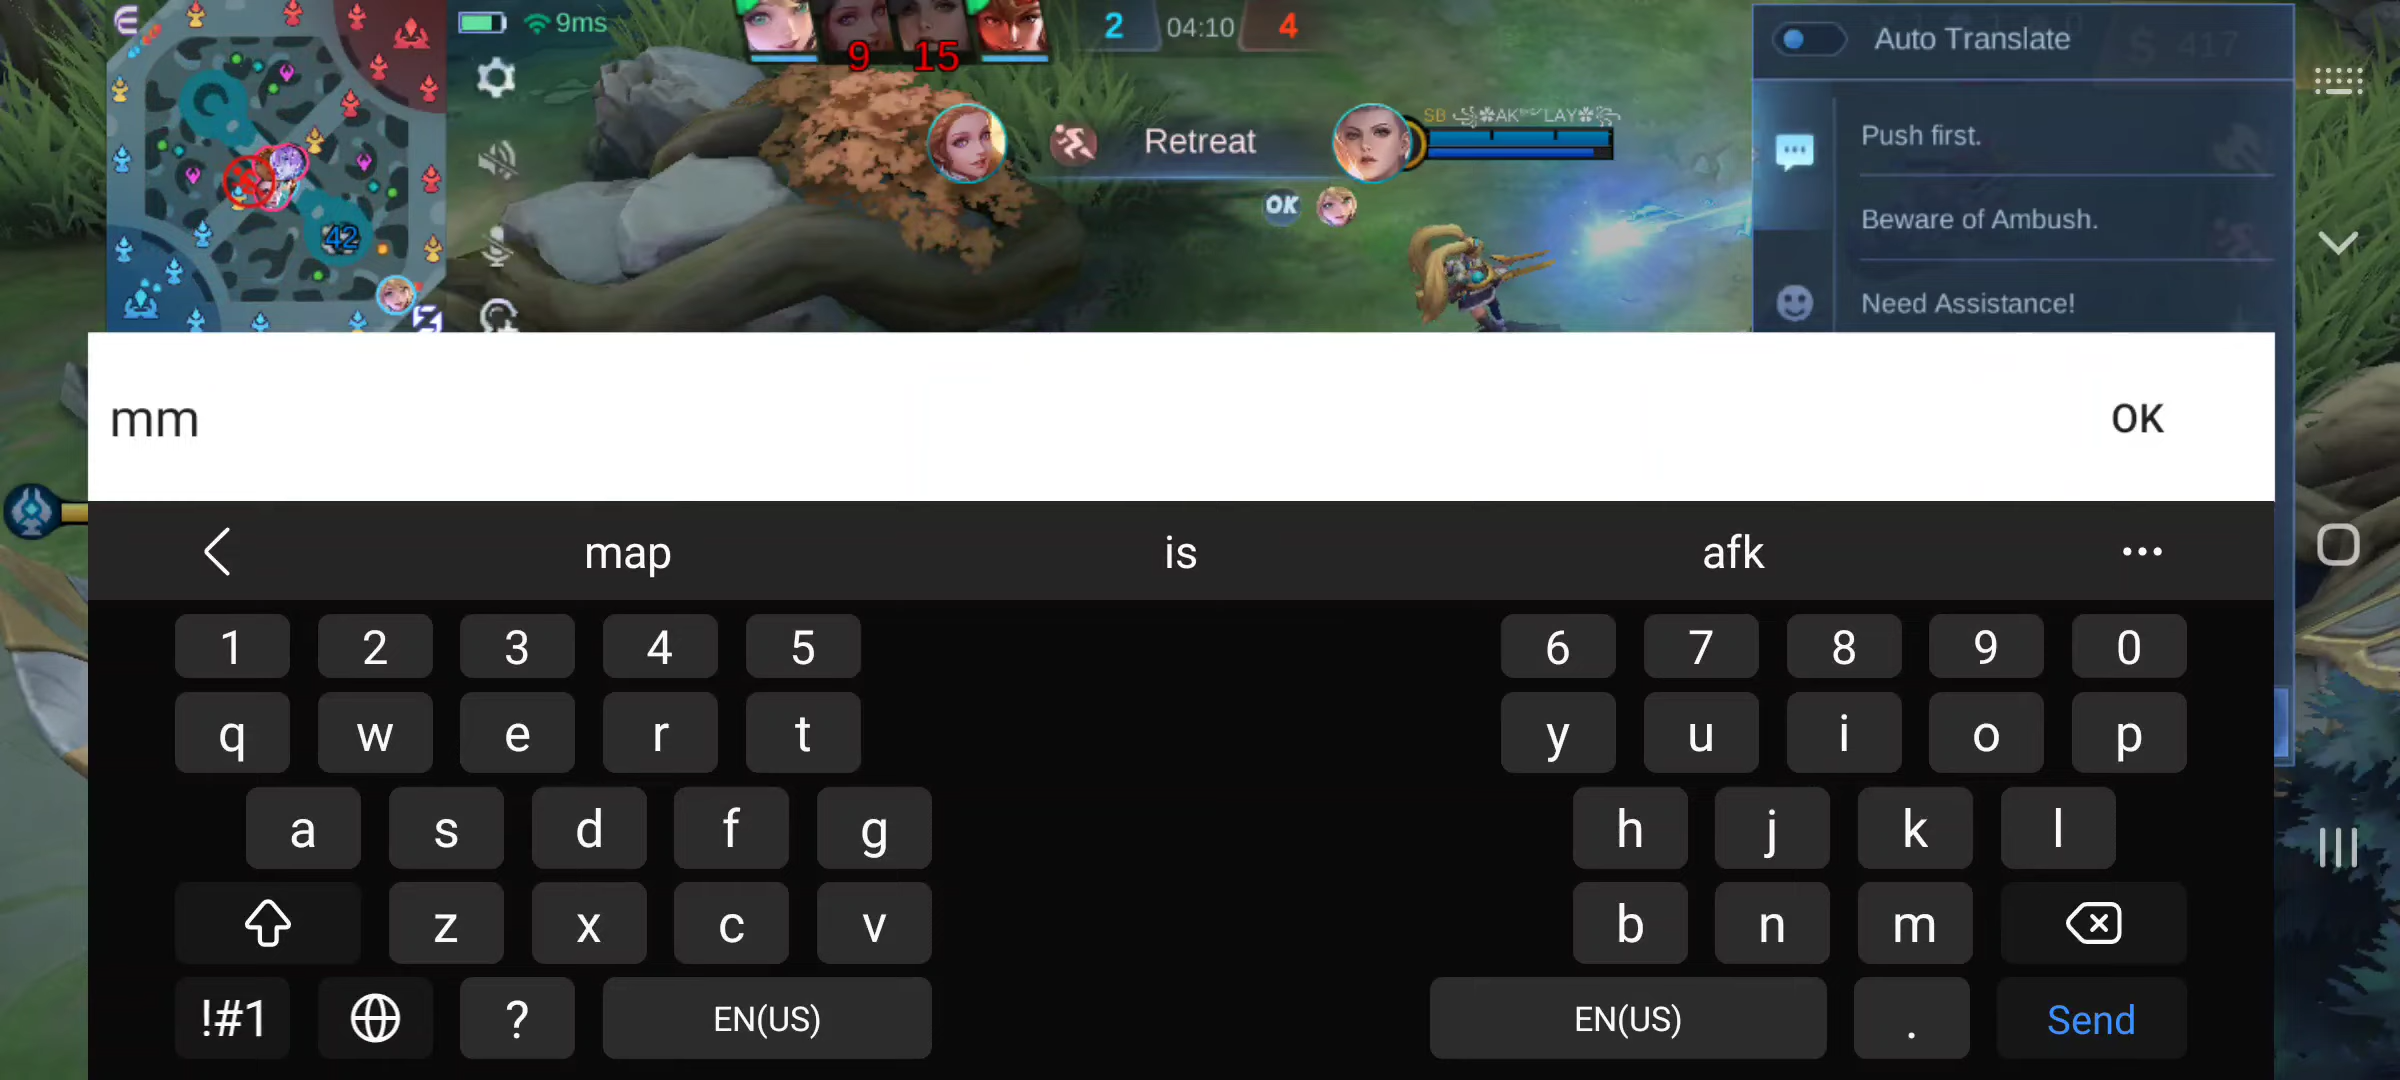 9ms
9 15
2 04:10 4
Auto Translate
$ 417
Retreat
SB
Push first.
OK
Beware of Ambush.
42
Need Assistance!
mm
OK
map is afk ...
1 2 3 4 5 6 7 8 9 0
q w e r t y u i o p
a s d f g h j k l
z x c v b n m
!#1 ? EN(US) EN(US) . Send